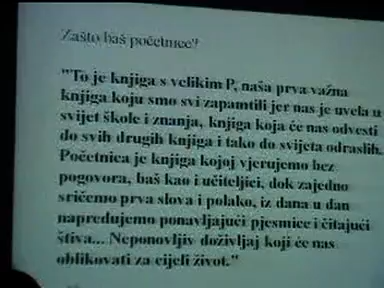 Zašto baš početnice?
"To je knjiga s velikim P, naša prva važna
knjiga koju smo svi zapamtili jer nas je uvela u
svijet škole i znanja, knjiga koja će nas odvesti
do svih drugih knjiga i tako do svijeta odraslih.
Početnica je knjiga kojoj vjerujemo bez
pogovora, baš kao i učiteljici, dok zajedno
sričemo prva slova i polako, iz dana u dan
napredujemo ponavljajući pjesmice i čitajući
štiva... Neponovljiv doživljaj koji će nas
oblikovati za cijeli život."